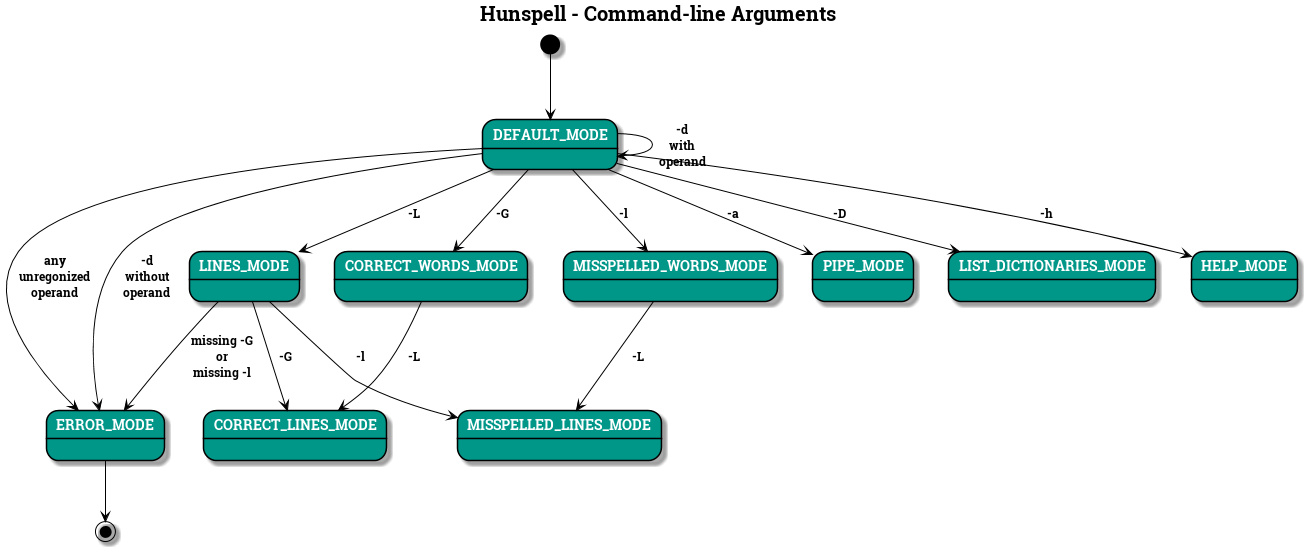 Hunspell - Command-line Arguments
DEFAULT_MODE
-d
with
operand
-L
-G
-l
-a
-D
-h
any
unregonized
operand
-d
without
operand
LINES_MODE
CORRECT_WORDS_MODE
MISSPELLED_WORDS_MODE
PIPE_MODE
LIST_DICTIONARIES_MODE
HELP_MODE
missing -G
or
missing -l
-G
-l
-L
-L
ERROR_MODE
CORRECT_LINES_MODE
MISSPELLED_LINES_MODE